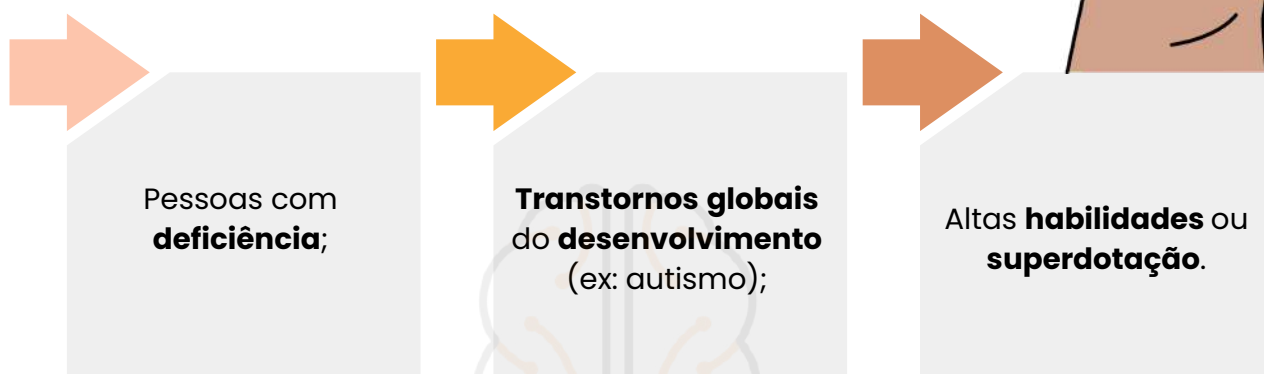 Pessoas com
deficiência;
Transtornos globais
do desenvolvimento
(ex: autismo);
Altas habilidades ou
superdotação.